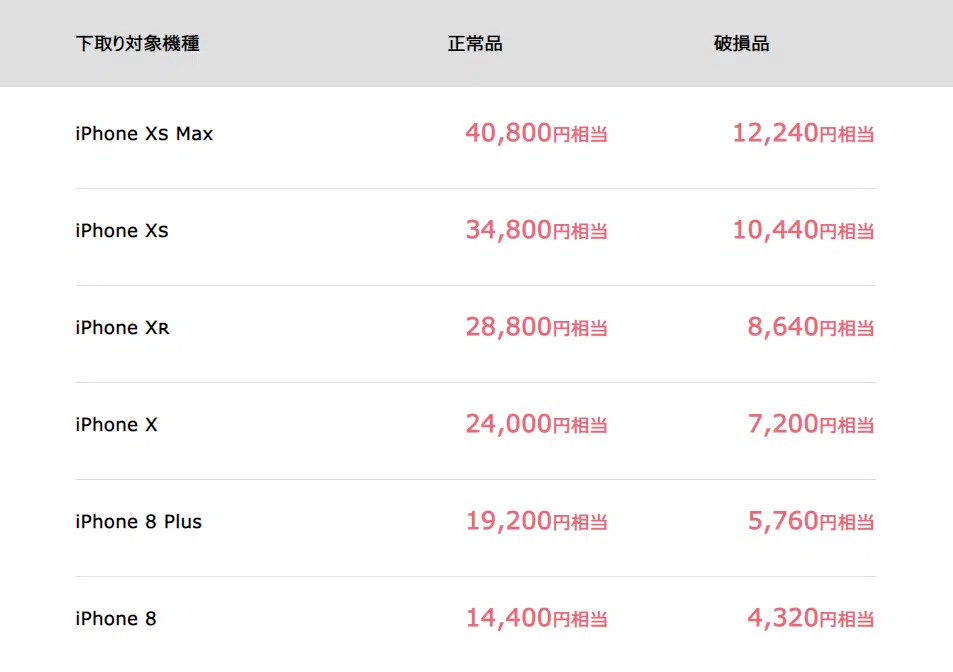 下取り対象機種 正常品 破損品
iPhone Xs Max 40,800円相当 12,240円相当
iPhone Xs 34,800円相当 10,440円相当
iPhone XR 28,800円相当 8,640円相当
iPhone X 24,000円相当 7,200円相当
iPhone 8 Plus 19,200円相当 5,760円相当
iPhone 8 14,400円相当 4,320円相当